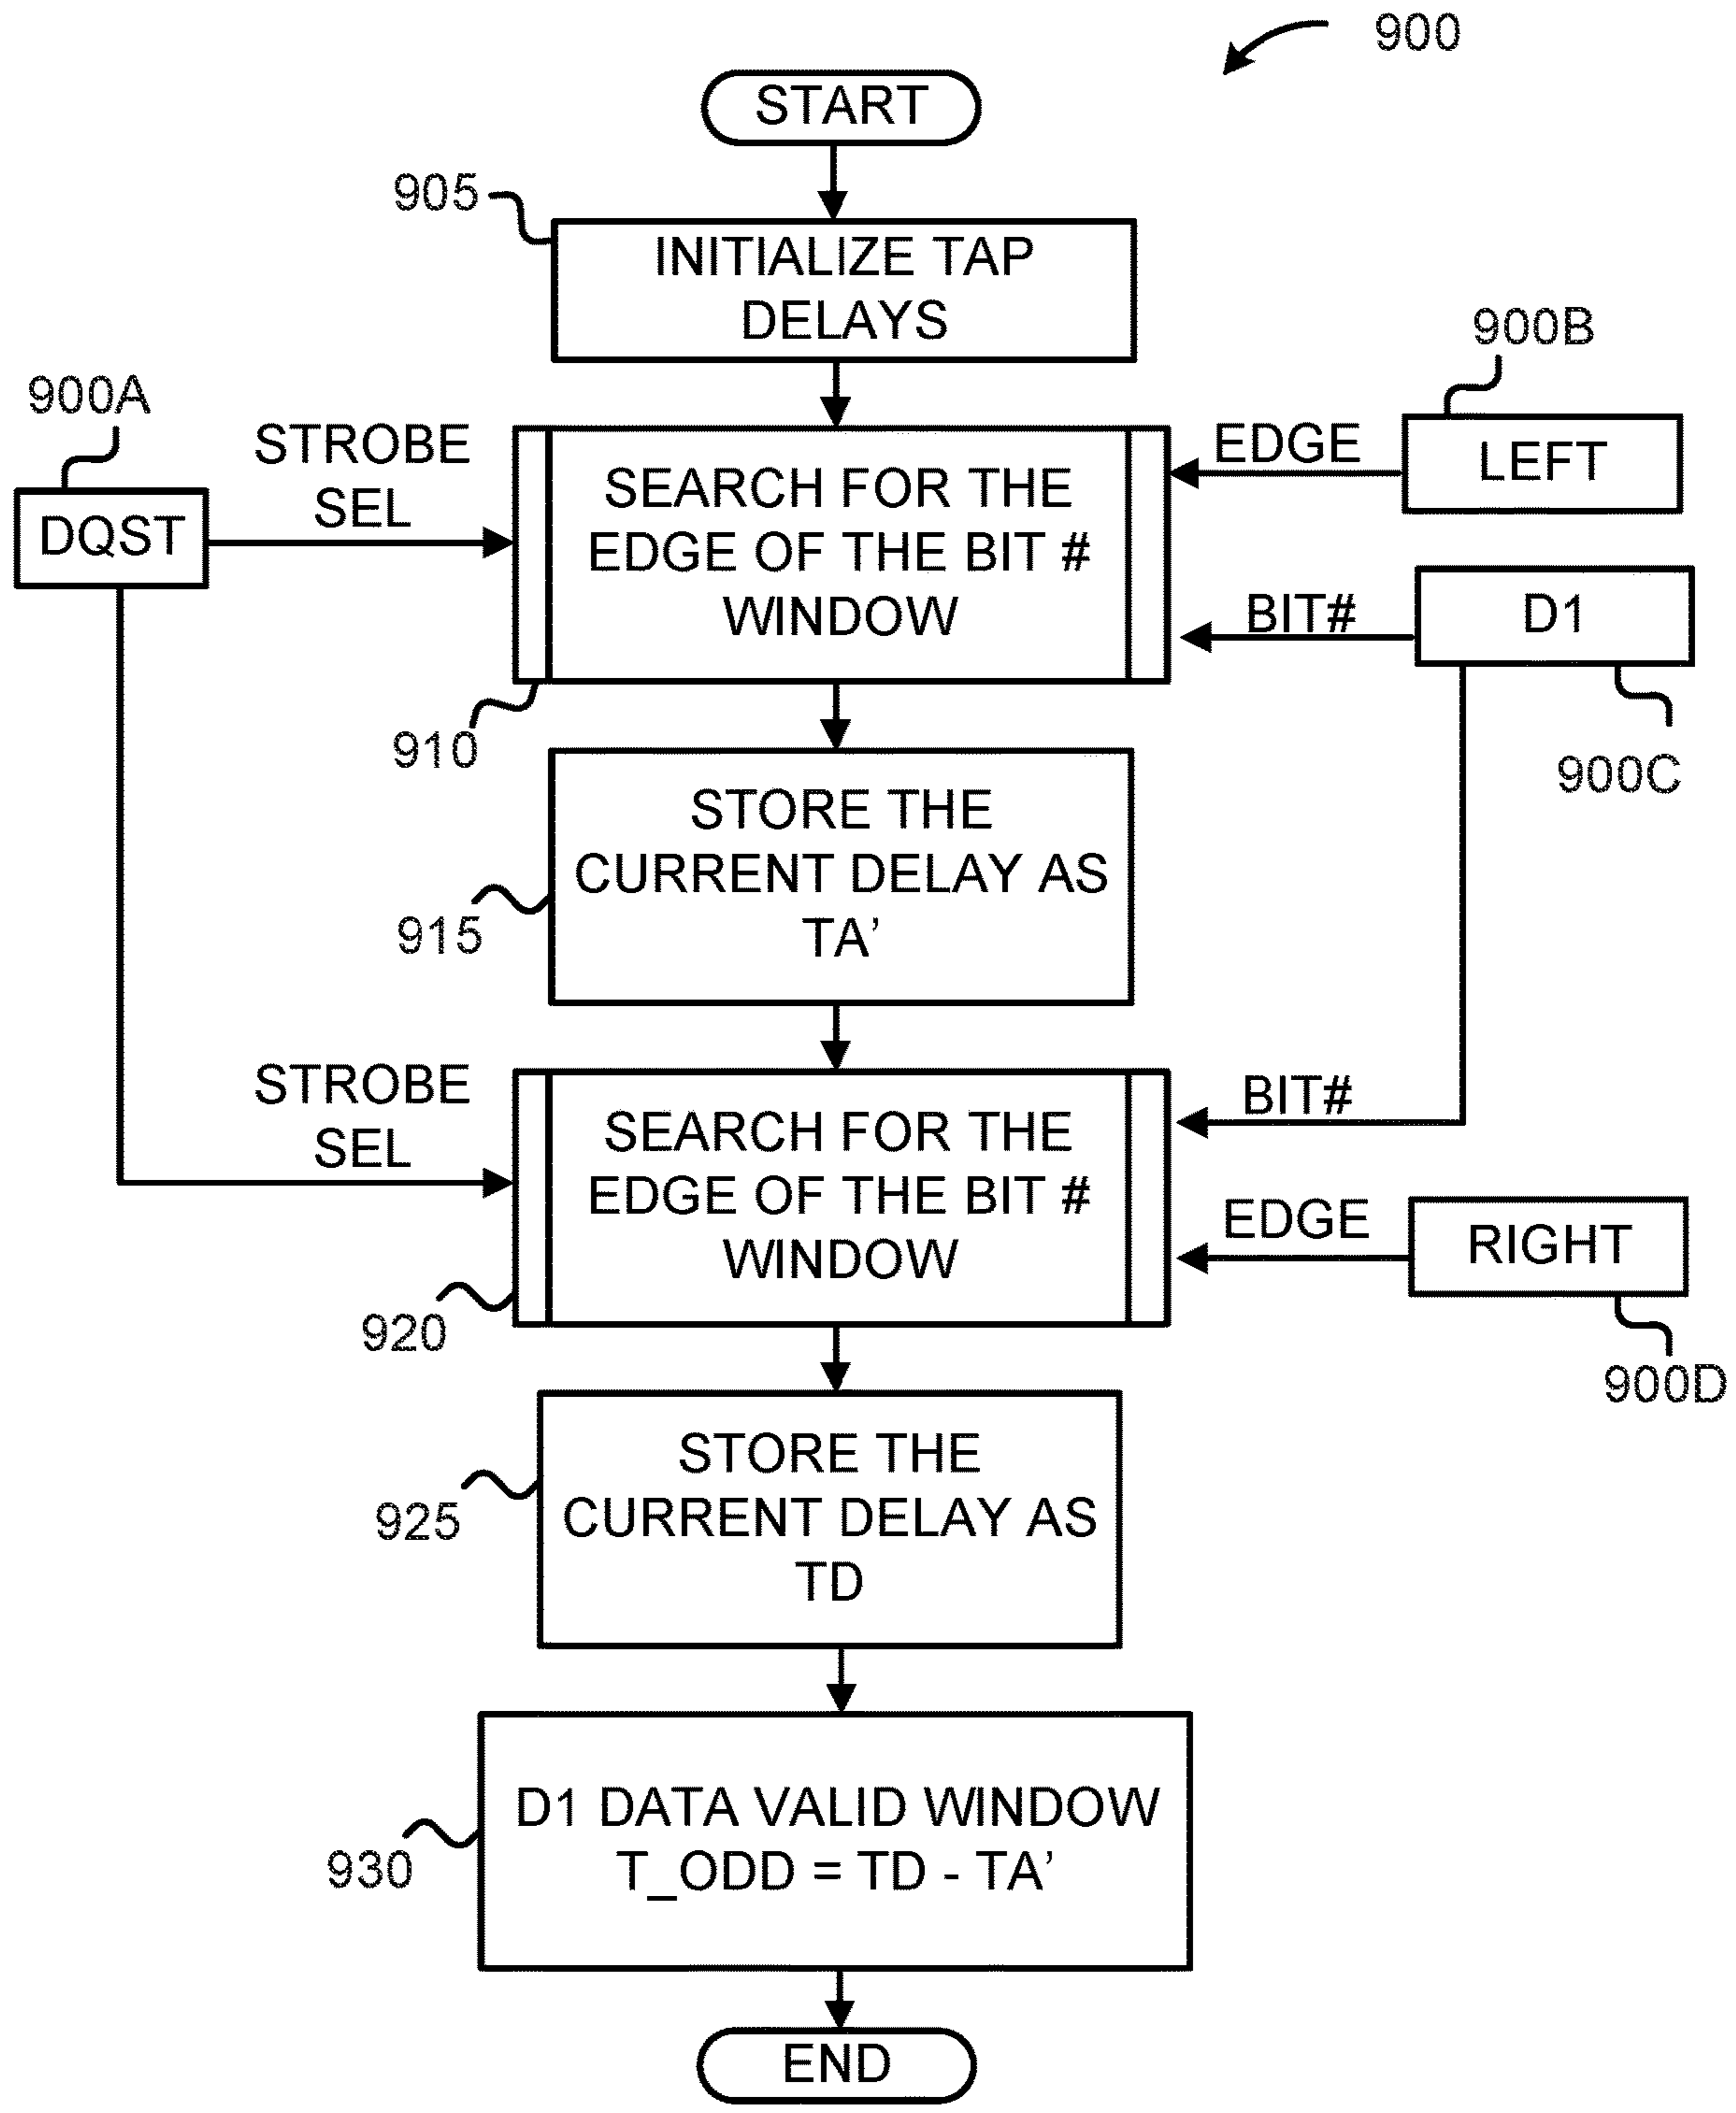 900
START
905
INITIALIZE TAP
DELAYS
900B
900A
STROBE
SEL
EDGE
LEFT
DQST
SEARCH FOR THE
EDGE OF THE BIT #
WINDOW
BIT#
D1
910
900C
STORE THE
CURRENT DELAY AS
TA’
915
STROBE
SEL
SEARCH FOR THE
EDGE OF THE BIT #
WINDOW
BIT#
EDGE
RIGHT
920
900D
STORE THE
CURRENT DELAY AS
TD
925
D1 DATA VALID WINDOW
T_ODD = TD - TA’
930
END